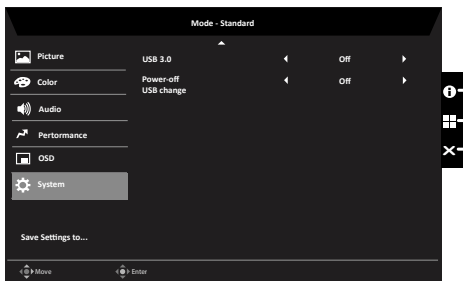 Mode - Standard
Picture
Color
Audio
Pertormance
OSD
System
USB 3.0 Off
Power-off Off
USB change
Save Settings to...
Move Enter